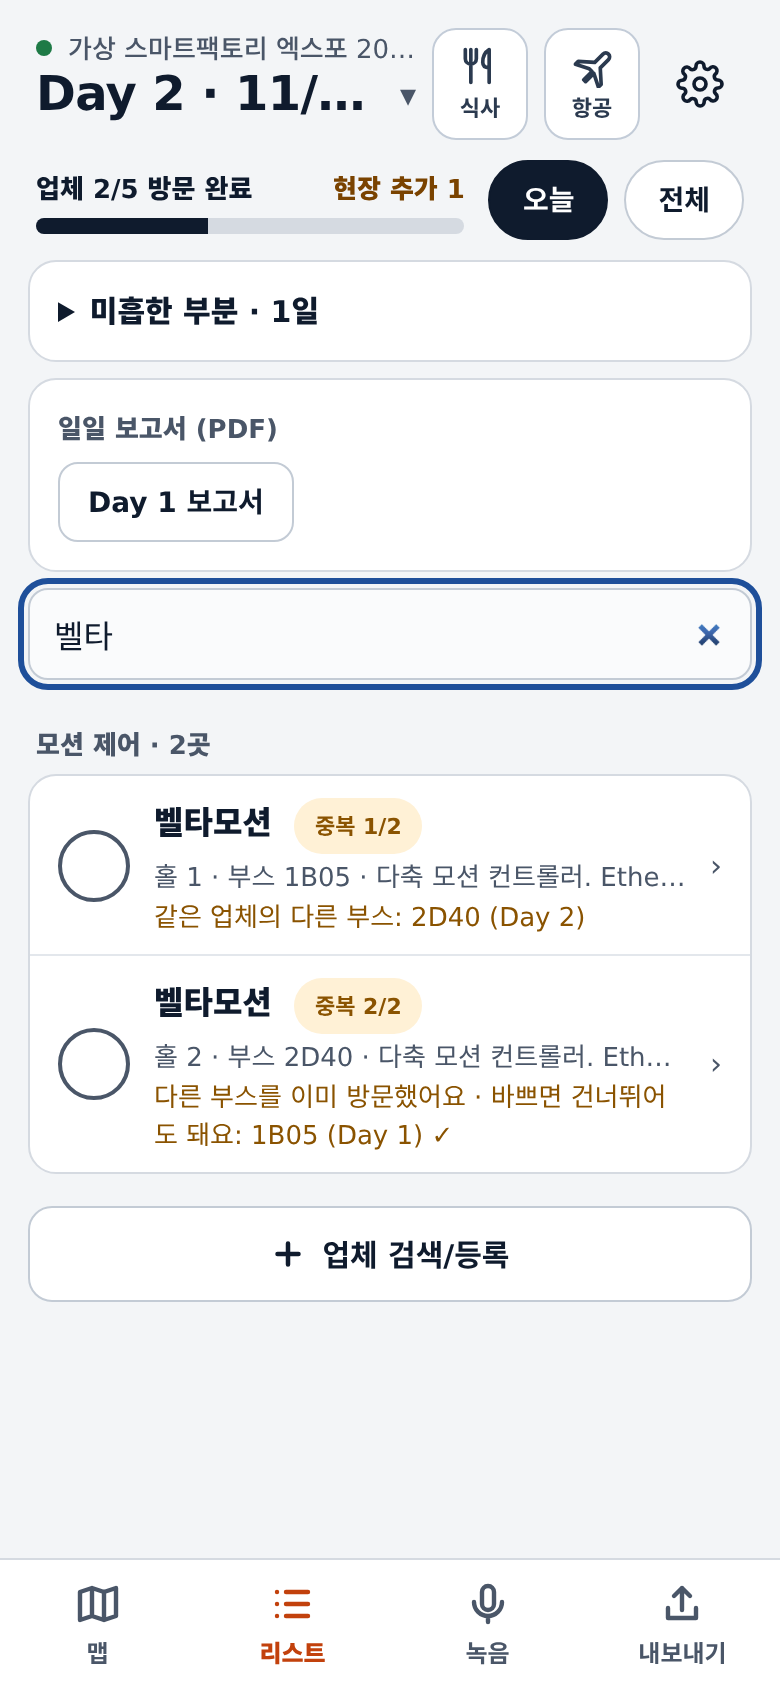 가상 스마트팩토리 엑스포 20...
Day 2 · 11/...
▼
식사
항공
업체 2/5 방문 완료
현장 추가 1
오늘
전체
▶ 미흡한 부분 · 1일
일일 보고서 (PDF)
Day 1 보고서
벨타
모션 제어 · 2곳
벨타모션 중복 1/2
홀 1 · 부스 1B05 · 다축 모션 컨트롤러. Ethe...
같은 업체의 다른 부스: 2D40 (Day 2)
벨타모션 중복 2/2
홀 2 · 부스 2D40 · 다축 모션 컨트롤러. Eth...
다른 부스를 이미 방문했어요 · 바쁘면 건너뛰어
도 돼요: 1B05 (Day 1) ✓
+ 업체 검색/등록
맵
리스트
녹음
내보내기